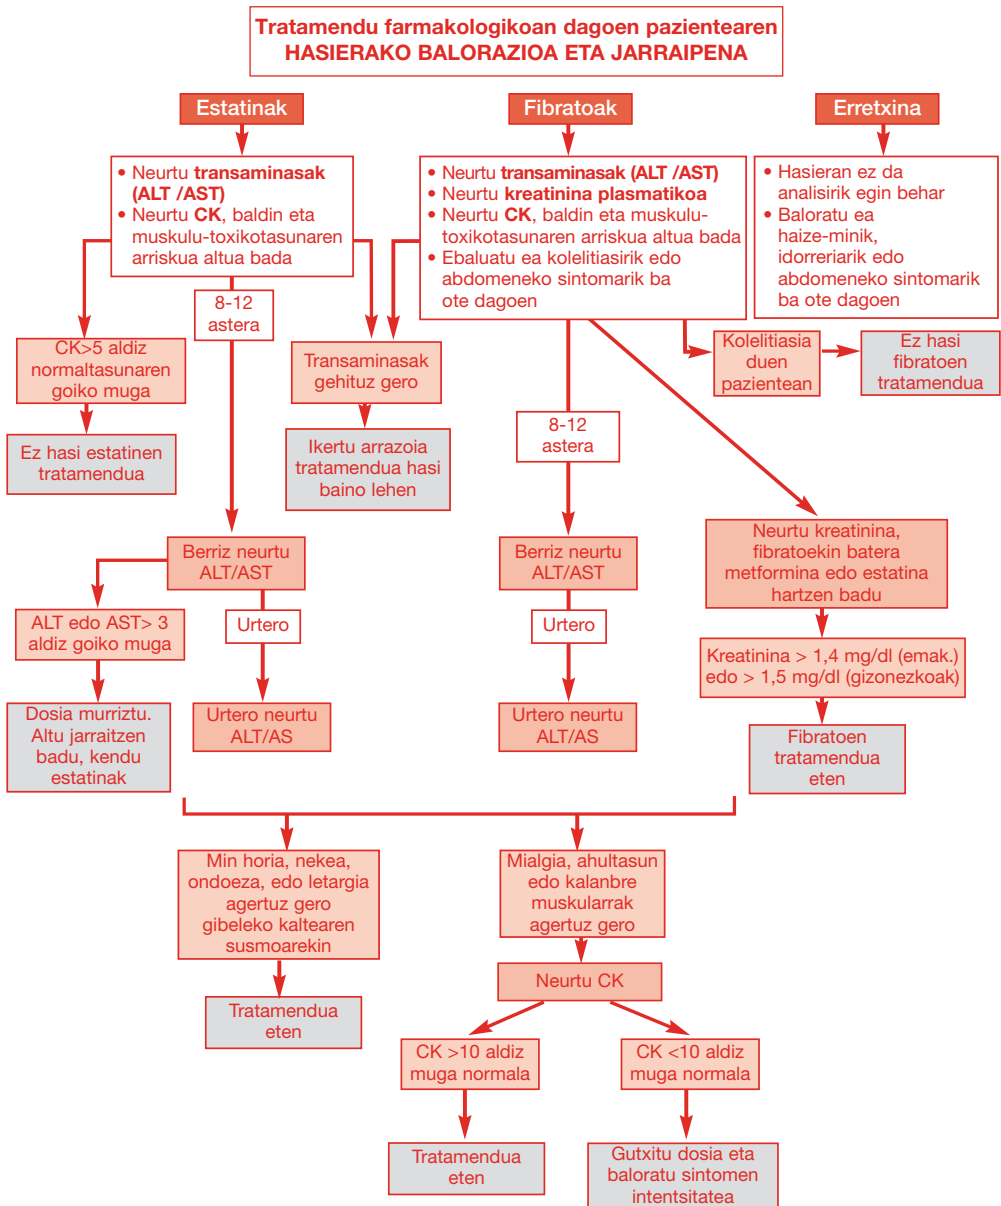 Tratamendu farmakologikoan dagoen pazientearen
HASIERAKO BALORAZIOA ETA JARRAIPENA
Estatinak
• Neurtu transaminasak
(ALT /AST)
• Neurtu CK, baldin eta
muskulu-toxikotasunaren
arriskua altua bada
Fibratoak
• Neurtu transaminasak (ALT /AST)
• Neurtu kreatinina plasmatikoa
• Neurtu CK, baldin eta muskulu-
toxikotasunaren arriskua altua bada
• Ebaluatu ea kolelitiasirik edo
abdomeneko sintomarik ba
ote dagoen
Erretxina
• Hasieran ez da
analisirik egin behar
• Baloratu ea
haize-minik,
idorreriarik edo
abdomeneko sintomarik
ba ote dagoen
8-12
astera
CK>5 aldiz
normaltasunaren
goiko muga
Ez hasi estatinen
tratamendua
Transaminasak
gehituz gero
Ikertu arrazoia
tratamendua hasi
baino lehen
Kolelitiasia
duen
pazientean
Ez hasi
fibratoen
tratamendua
8-12
astera
Berriz neurtu
ALT/AST
ALT edo AST> 3
aldiz goiko muga
Dosia murriztu.
Altu jarraitzen
badu, kendu
estatinak
Urtero
Urtero neurtu
ALT/AS
Berriz neurtu
ALT/AST
Urtero
Urtero neurtu
ALT/AS
Neurtu kreatinina,
fibratoekin batera
metformina edo estatina
hartzen badu
Kreatinina > 1,4 mg/dl (emak.)
edo > 1,5 mg/dl (gizonezkoak)
Fibratoen
tratamendua
eten
Min horia, nekea,
ondoeza, edo letargia
agertuz gero
gibeleko kaltearen
susmoarekin
Tratamendua
eten
Mialgia, ahultasun
edo kalanbre
muskularrak
agertuz gero
Neurtu CK
CK >10 aldiz
muga normala
Tratamendua
eten
CK <10 aldiz
muga normala
Gutxitu dosia eta
baloratu sintomen
intentsitatea